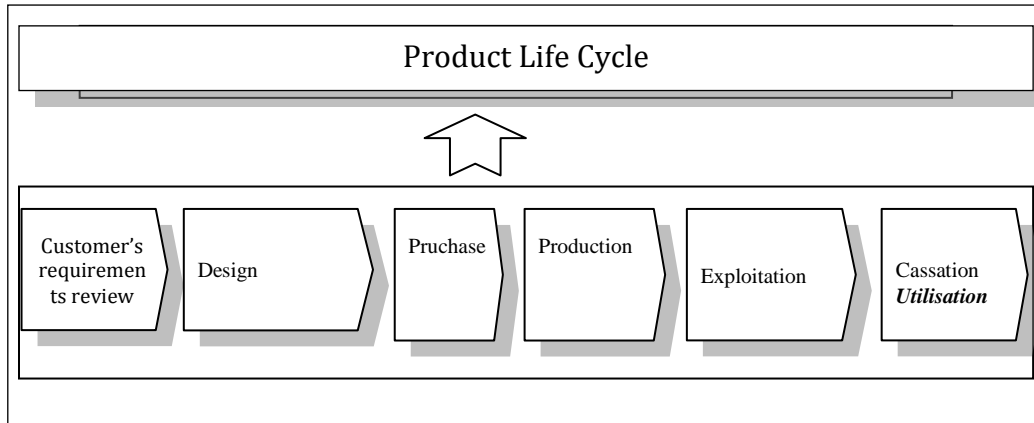 Product Life Cycle
Customer's
requiremen
ts review
Design
Pruchase
Production
Exploitation
Cassation
Utilisation